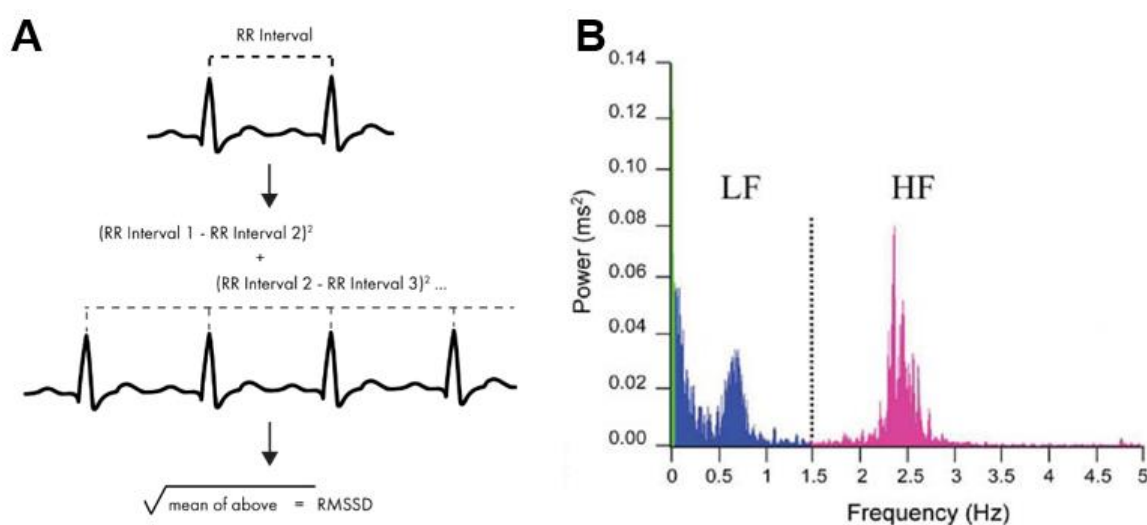 A
RR Interval
(RR Interval 1 - RR Interval 2)²
+
(RR Interval 2 - RR Interval 3)² ...
√mean of above = RMSSD
B
0.14
0.12
0.10
0.08
0.06
0.04
0.02
0.00
Power (ms²)
LF
HF
0 0.5 1 1.5 2 2.5 3 3.5 4 4.5 5
Frequency (Hz)